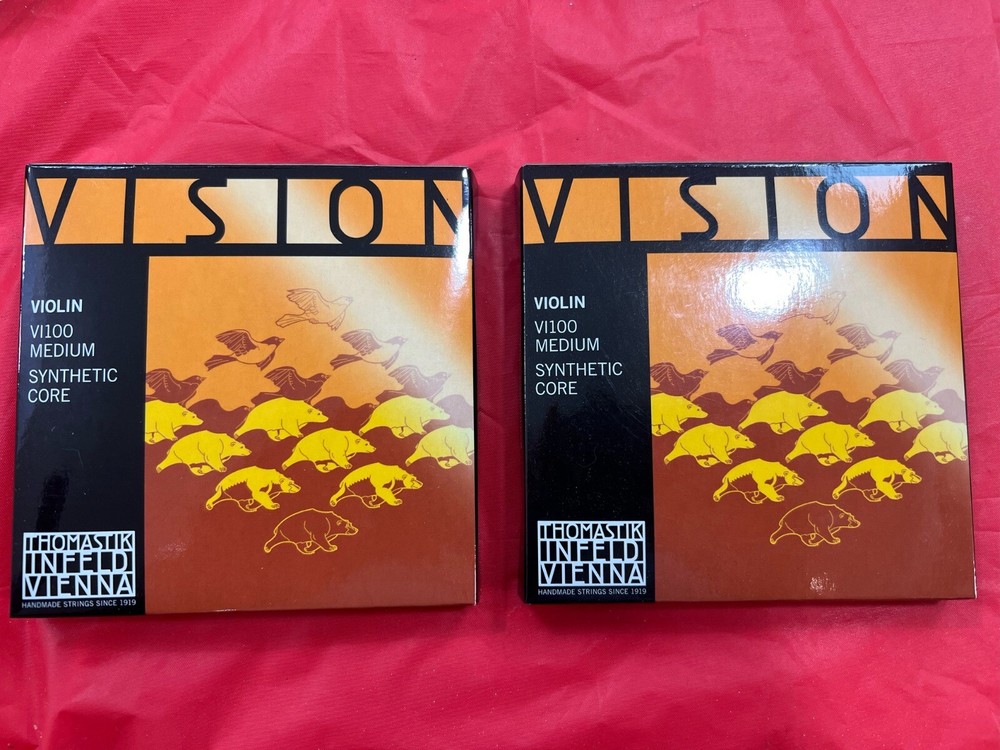 VISION
VIOLIN
VI100
MEDIUM
SYNTHETIC
CORE
THOMASTIK
INFELD
VIENNA
HANDMADE STRINGS SINCE 1919
VISION
VIOLIN
VI100
MEDIUM
SYNTHETIC
CORE
THOMASTIK
INFELD
VIENNA
HANDMADE STRINGS SINCE 1919